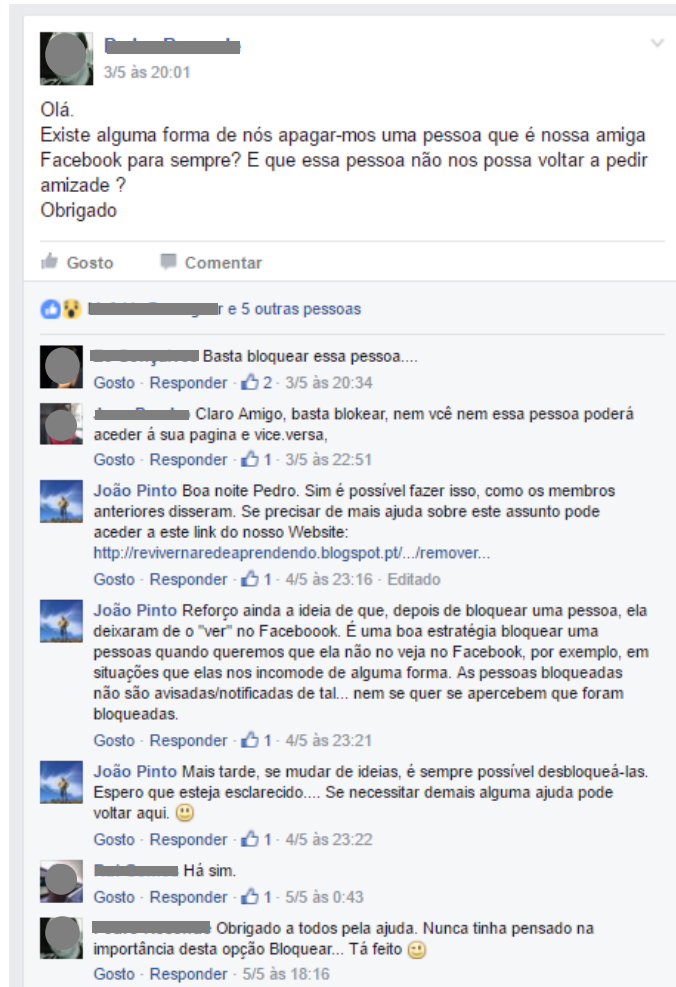 3/5 às 20:01
Olá.
Existe alguma forma de nós apagar-mos uma pessoa que é nossa amiga
Facebook para sempre? E que essa pessoa não nos possa voltar a pedir
amizade ?
Obrigado
Gosto Comentar
e 5 outras pessoas
Basta bloquear essa pessoa....
Gosto · Responder · 2 · 3/5 às 20:34
Claro Amigo, basta blokear, nem vcê nem essa pessoa poderá
aceder á sua pagina e vice.versa,
Gosto · Responder · 1 · 3/5 às 22:51
João Pinto Boa noite Pedro. Sim é possível fazer isso, como os membros
anteriores disseram. Se precisar de mais ajuda sobre este assunto pode
aceder a este link do nosso Website:
http://revivernaredeaprendendo.blogspot.pt/.../remover...
Gosto · Responder · 1 · 4/5 às 23:16 · Editado
João Pinto Reforço ainda a ideia de que, depois de bloquear uma pessoa, ela
deixaram de o "ver" no Faceboook. É uma boa estratégia bloquear uma
pessoas quando queremos que ela não no veja no Facebook, por exemplo, em
situações que elas nos incomode de alguma forma. As pessoas bloqueadas
não são avisadas/notificadas de tal... nem se quer se apercebem que foram
bloqueadas.
Gosto · Responder · 1 · 4/5 às 23:21
João Pinto Mais tarde, se mudar de ideias, é sempre possível desbloqueá-las.
Espero que esteja esclarecido.... Se necessitar demais alguma ajuda pode
voltar aqui.
Gosto · Responder · 1 · 4/5 às 23:22
Há sim.
Gosto · Responder · 1 · 5/5 às 0:43
Obrigado a todos pela ajuda. Nunca tinha pensado na
importância desta opção Bloquear... Tá feito
Gosto · Responder · 5/5 às 18:16